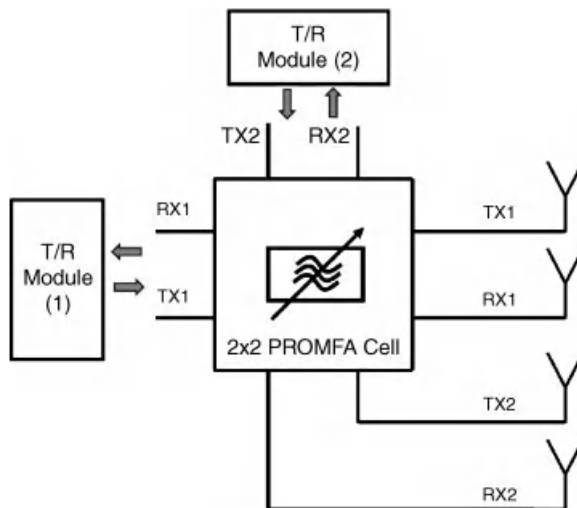 T/R
Module (2)
TX2
RX2
RX1
TX1
T/R
Module
(1)
TX1
RX1
2x2 PROMFA Cell
TX2
RX2